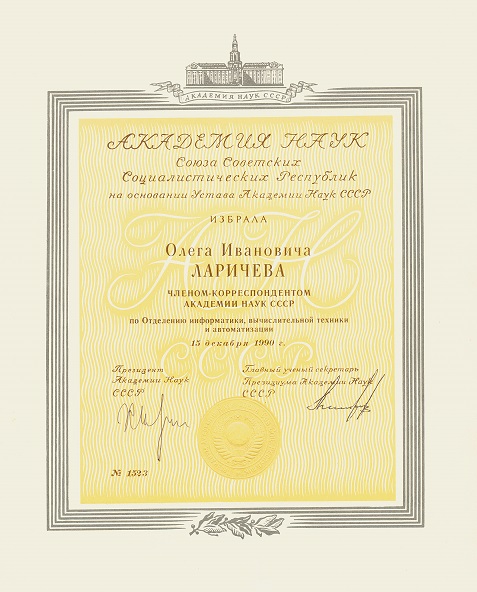 АКАДЕМИЯ НАУК СССР
АКАДЕМИЯ НАУК
Союза Советских
Социалистических Республик
на основании Устава Академии Наук СССР
ИЗБРАЛА
Олега Ивановича
ЛАРИЧЕВА
ЧЛЕНОМ-КОРРЕСПОНДЕНТОМ
АКАДЕМИИ НАУК СССР
по Отделению информатики, вычислительной техники
и автоматизации
15 декабря 1990 г.
АН
СССР
Президент
Академии Наук
СССР
Главный ученый секретарь
Президиума Академии Наук
СССР
№ 1523